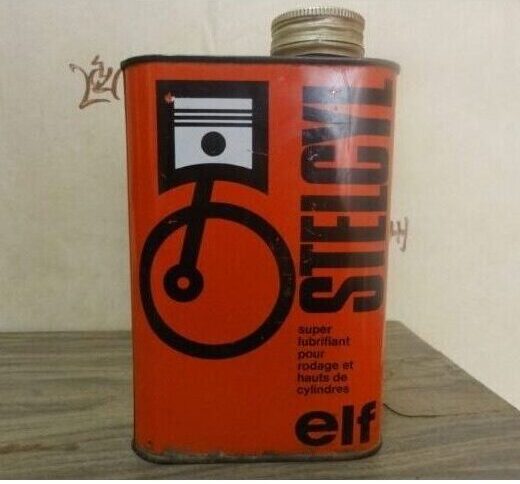 STELCYL
super
lubrifiant
pour
rodage et
hauts de
cylindres
elf